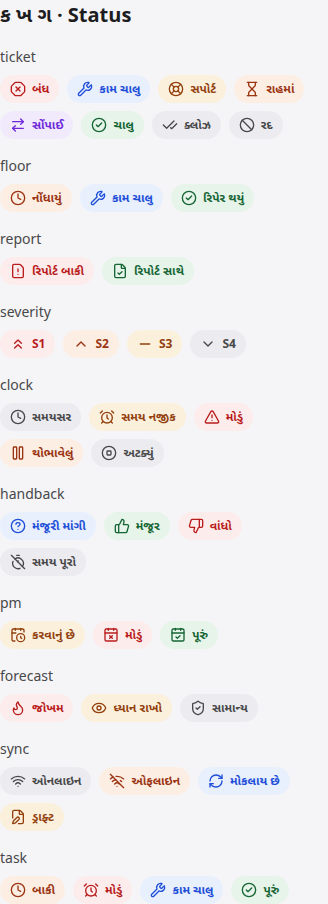 ક ખ ગ · Status
ticket
બંધ કામ ચાલુ સપોર્ટ રાહમાં
સોંપાઈ ચાલુ ક્લોઝ રદ
floor
નોંધાયું કામ ચાલુ રિપેર થયું
report
રિપોર્ટ બાકી રિપોર્ટ સાથે
severity
S1 S2 S3 S4
clock
સમયસર સમય નજીક મોડું
થોભાવેલું અટક્યું
handback
મંજૂરી માંગી મંજૂર વાંધો
સમય પૂરો
pm
કરવાનું છે મોડું પૂરું
forecast
જોખમ ધ્યાન રાખો સામાન્ય
sync
ઓનલાઇન ઓફલાઇન મોકલાય છે
ડ્રાફ્ટ
task
બાકી મોડું કામ ચાલુ પૂરું